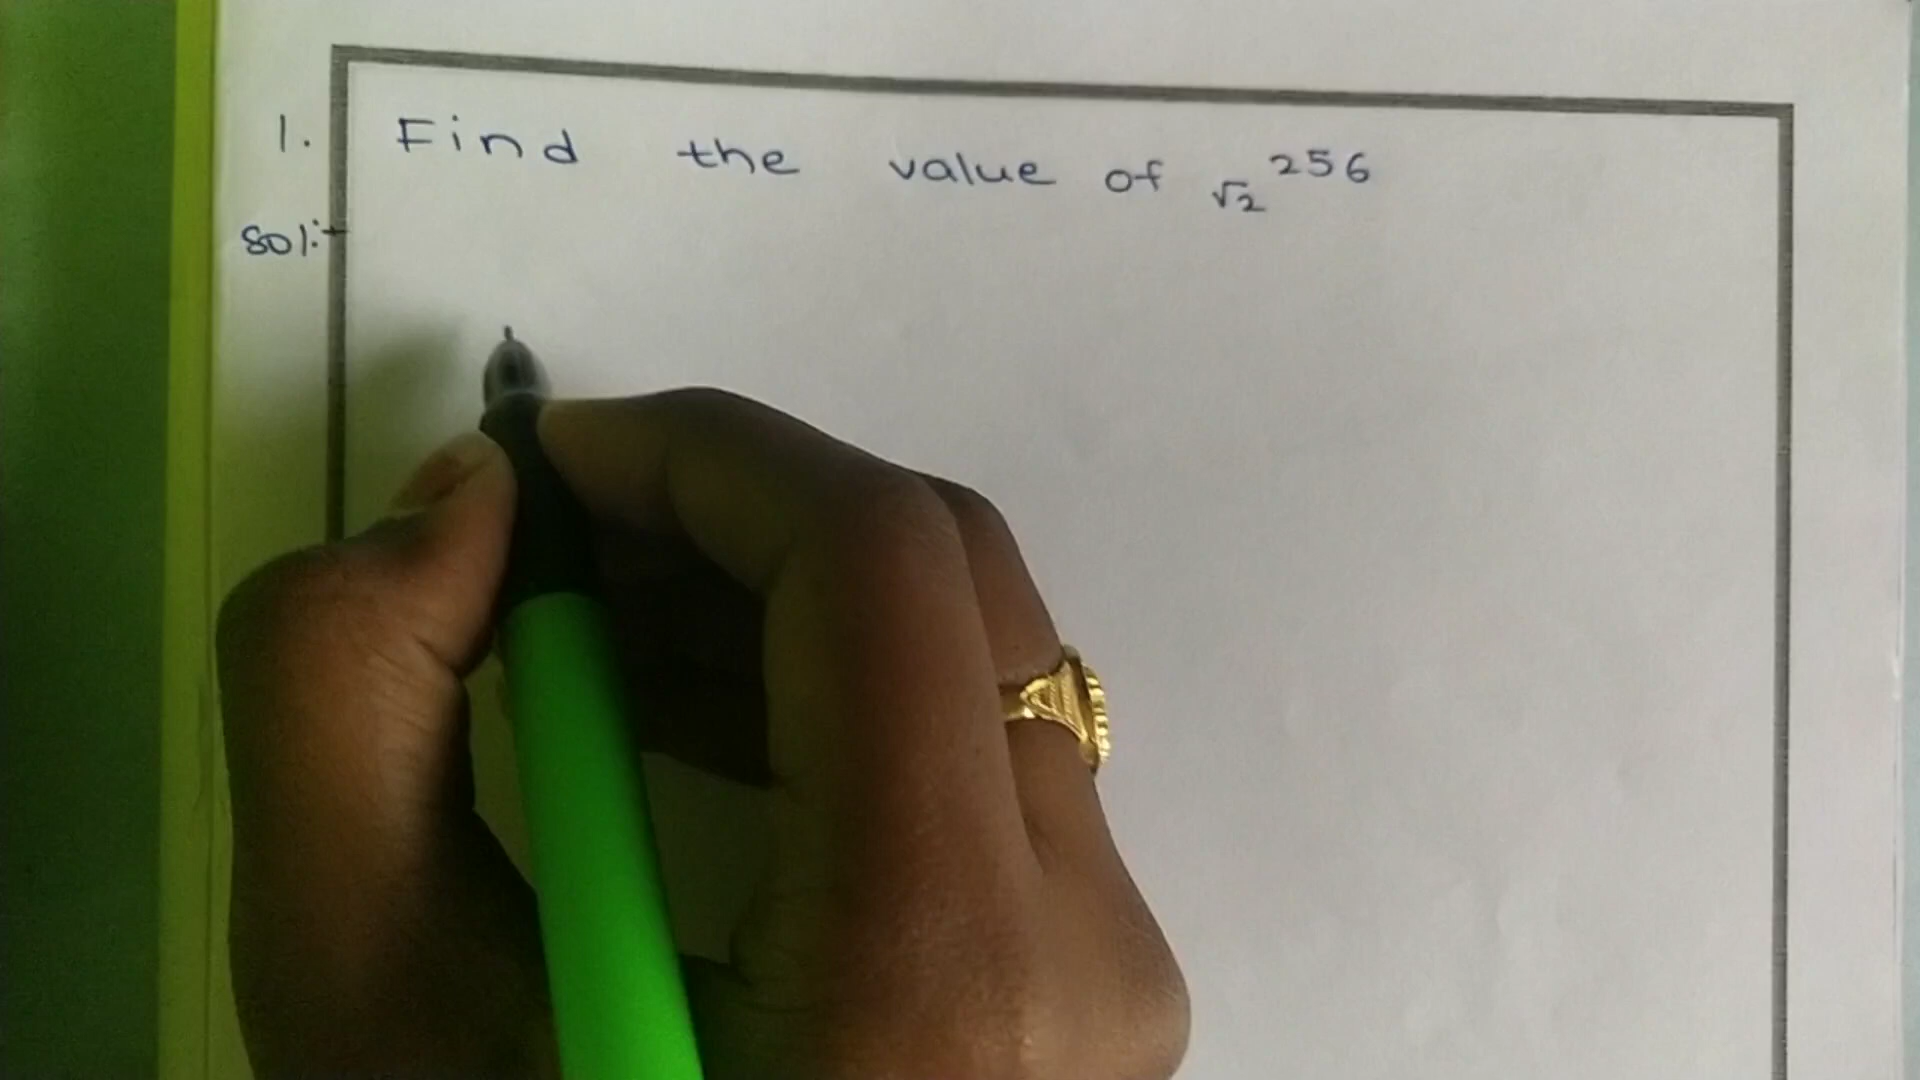 1. Find the value of √2 256
Sol:-